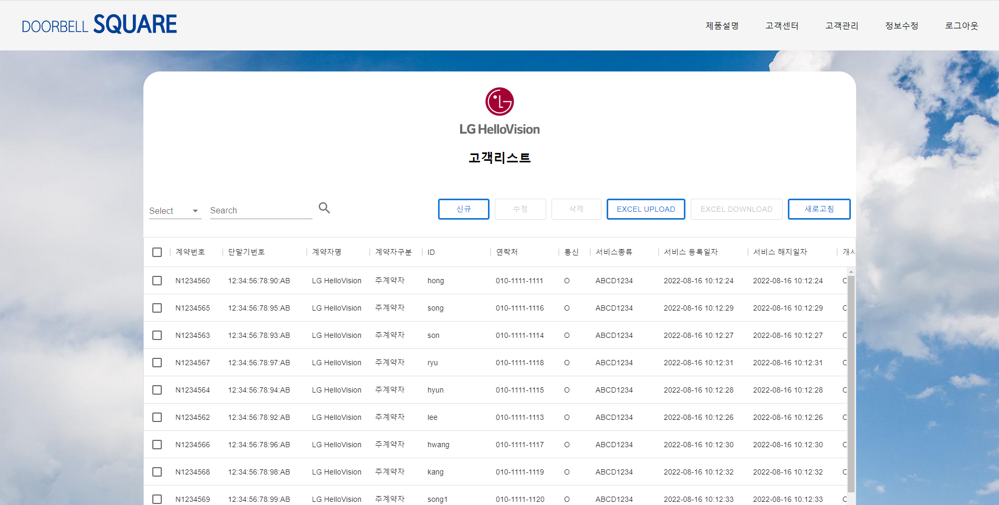 DOORBELL SQUARE
제품설명 고객센터 고객관리 정보수정 로그아웃
LG HelloVision
고객리스트
Select Search 신규 수정 삭제 EXCEL UPLOAD EXCEL DOWNLOAD 새로고침
계약번호 단말기번호 계약자명 계약자구분 ID 연락처 통신 서비스종류 서비스 등록일자 서비스 해지일자
N1234560 12:34:56:78:90:AB LG HelloVision 주계약자 hong 010-1111-1111 O ABCD1234 2022-08-16 10:12:24 2022-08-16 10:12:24
N1234565 12:34:56:78:95:AB LG HelloVision 주계약자 song 010-1111-1116 O ABCD1234 2022-08-16 10:12:29 2022-08-16 10:12:29
N1234563 12:34:56:78:93:AB LG HelloVision 주계약자 son 010-1111-1114 O ABCD1234 2022-08-16 10:12:27 2022-08-16 10:12:27
N1234567 12:34:56:78:97:AB LG HelloVision 주계약자 ryu 010-1111-1118 O ABCD1234 2022-08-16 10:12:31 2022-08-16 10:12:31
N1234564 12:34:56:78:94:AB LG HelloVision 주계약자 hyun 010-1111-1115 O ABCD1234 2022-08-16 10:12:28 2022-08-16 10:12:28
N1234562 12:34:56:78:92:AB LG HelloVision 주계약자 lee 010-1111-1113 O ABCD1234 2022-08-16 10:12:26 2022-08-16 10:12:26
N1234566 12:34:56:78:96:AB LG HelloVision 주계약자 hwang 010-1111-1117 O ABCD1234 2022-08-16 10:12:30 2022-08-16 10:12:30
N1234568 12:34:56:78:98:AB LG HelloVision 주계약자 kang 010-1111-1119 O ABCD1234 2022-08-16 10:12:32 2022-08-16 10:12:32
N1234569 12:34:56:78:99:AB LG HelloVision 주계약자 song1 010-1111-1120 O ABCD1234 2022-08-16 10:12:33 2022-08-16 10:12:33